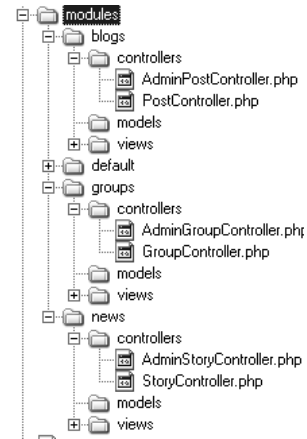 modules
blogs
controllers
AdminPostController.php
PostController.php
models
views
default
groups
controllers
AdminGroupController.php
GroupController.php
models
views
news
controllers
AdminStoryController.php
StoryController.php
models
views